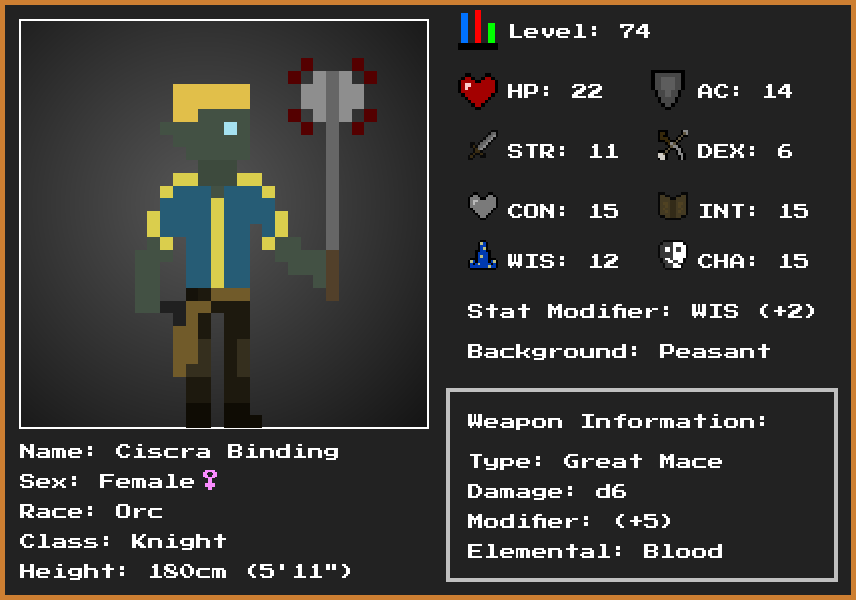 Level: 74
HP: 22
AC: 14
STR: 11
DEX: 6
CON: 15
INT: 15
WIS: 12
CHA: 15
Stat Modifier: WIS (+2)
Background: Peasant
Weapon Information:
Type: Great Mace
Damage: d6
Modifier: (+5)
Elemental: Blood
Name: Ciscra Binding
Sex: Female♀
Race: Orc
Class: Knight
Height: 180cm (5'11")